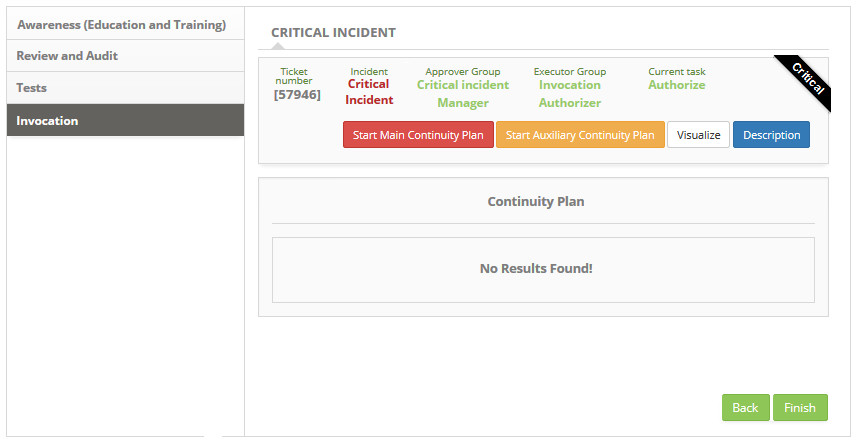 Awareness (Education and Training)
Review and Audit
Tests
Invocation
CRITICAL INCIDENT
Ticket
number
[57946]
Incident
Critical
Incident
Approver Group
Critical incident
Manager
Executor Group
Invocation
Authorizer
Current task
Authorize
Critical
Start Main Continuity Plan
Start Auxiliary Continuity Plan
Visualize
Description
Continuity Plan
No Results Found!
Back
Finish